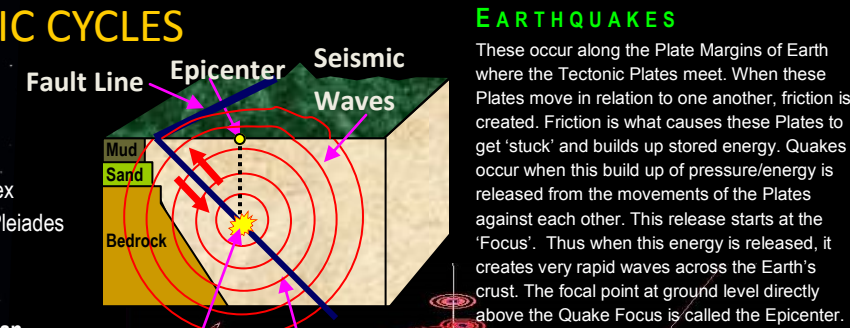 IC CYCLES
Fault Line
Epicenter
Seismic
Waves
Mud
Sand
Bedrock
ex
Pleiades
EARTHQUAKES
These occur along the Plate Margins of Earth
where the Tectonic Plates meet. When these
Plates move in relation to one another, friction is
created. Friction is what causes these Plates to
get ‘stuck’ and builds up stored energy. Quakes
occur when this build up of pressure/energy is
released from the movements of the Plates
against each other. This release starts at the
‘Focus’.  Thus when this energy is released, it
creates very rapid waves across the Earth’s
crust. The focal point at ground level directly
above the Quake Focus is called the Epicenter.